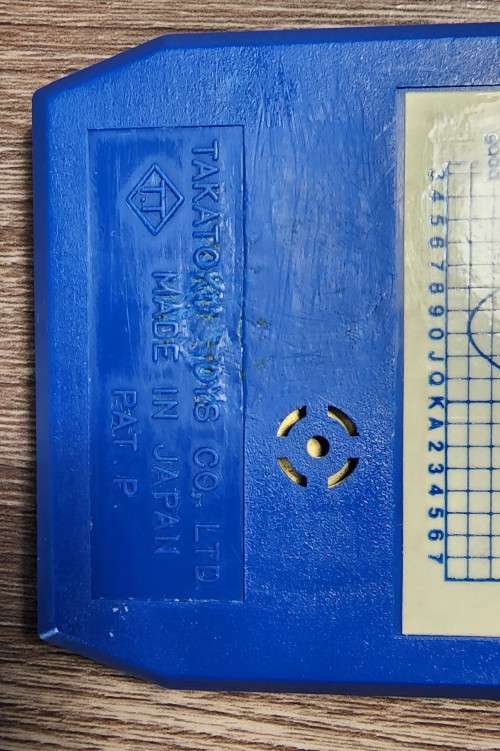 TAKATOKU TOYS CO., LTD
T.T
MADE IN JAPAN
PAT. P.
3 4 5 6 7 8 9 0 J Q K A 2 3 4 5 6 7